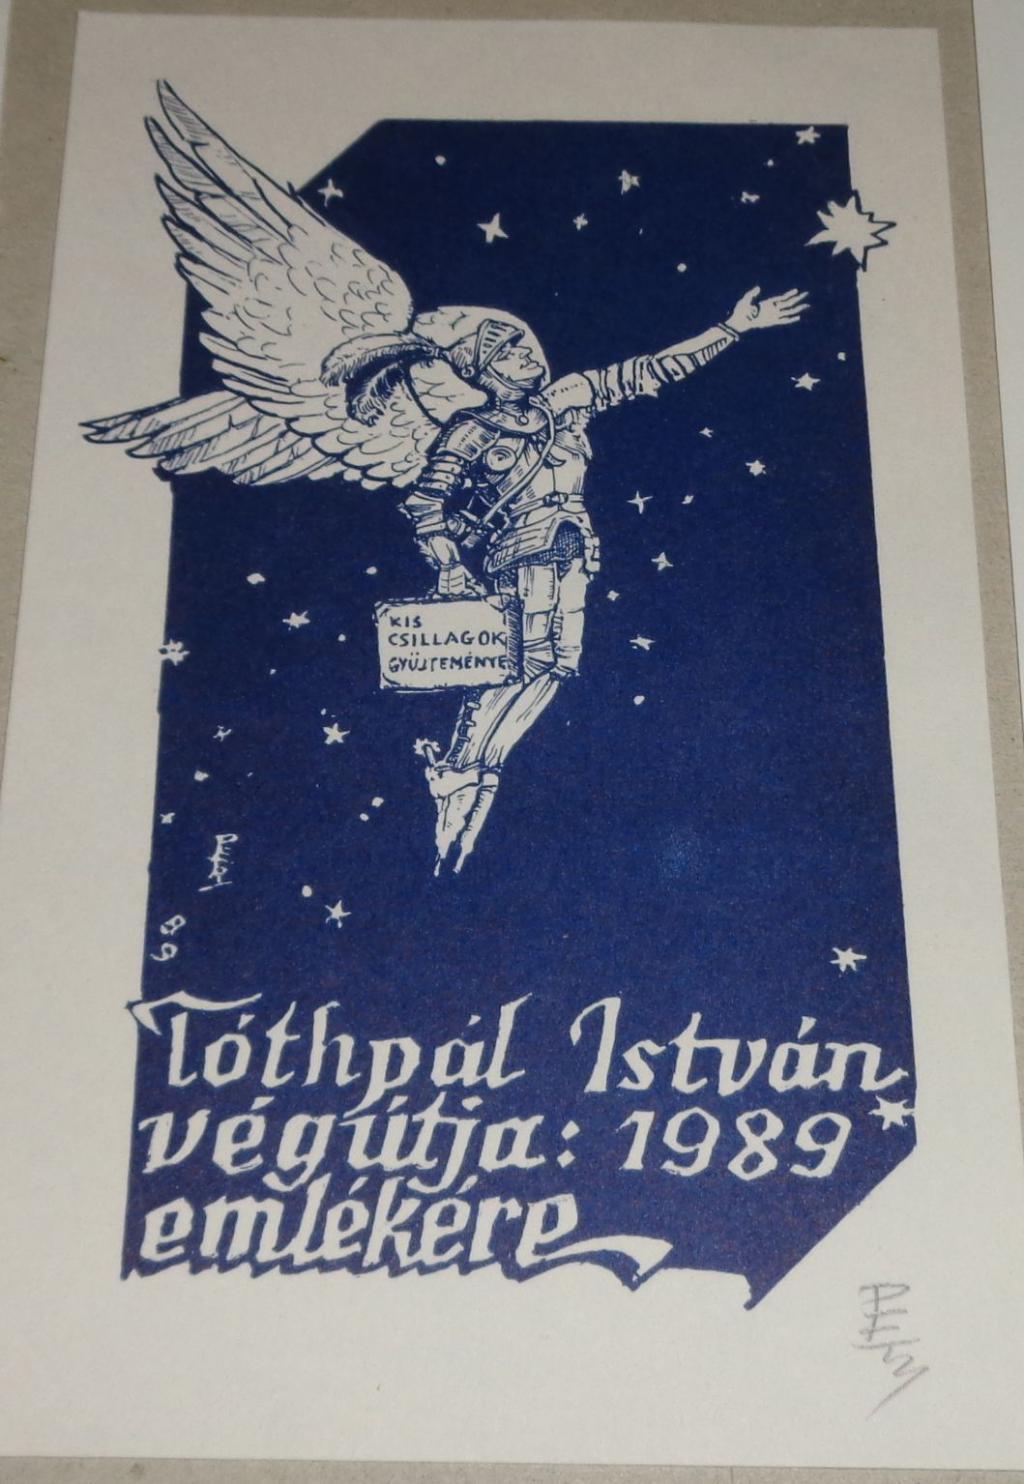 KIS
CSILLAGOK
GYŰJTEMÉNYE
89
Tóthpál István
végútja: 1989
emlékére